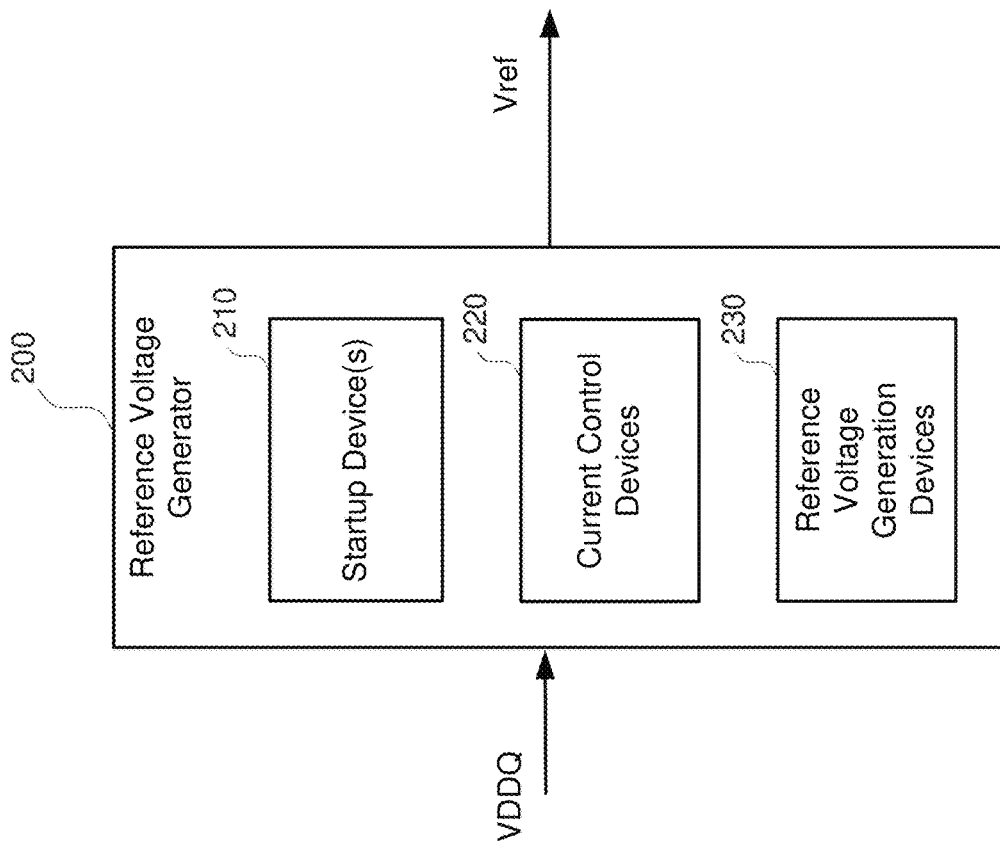 200
Reference Voltage
Generator
210
Startup Device(s)
220
Current Control
Devices
230
Reference
Voltage
Generation
Devices
VDDQ
Vref